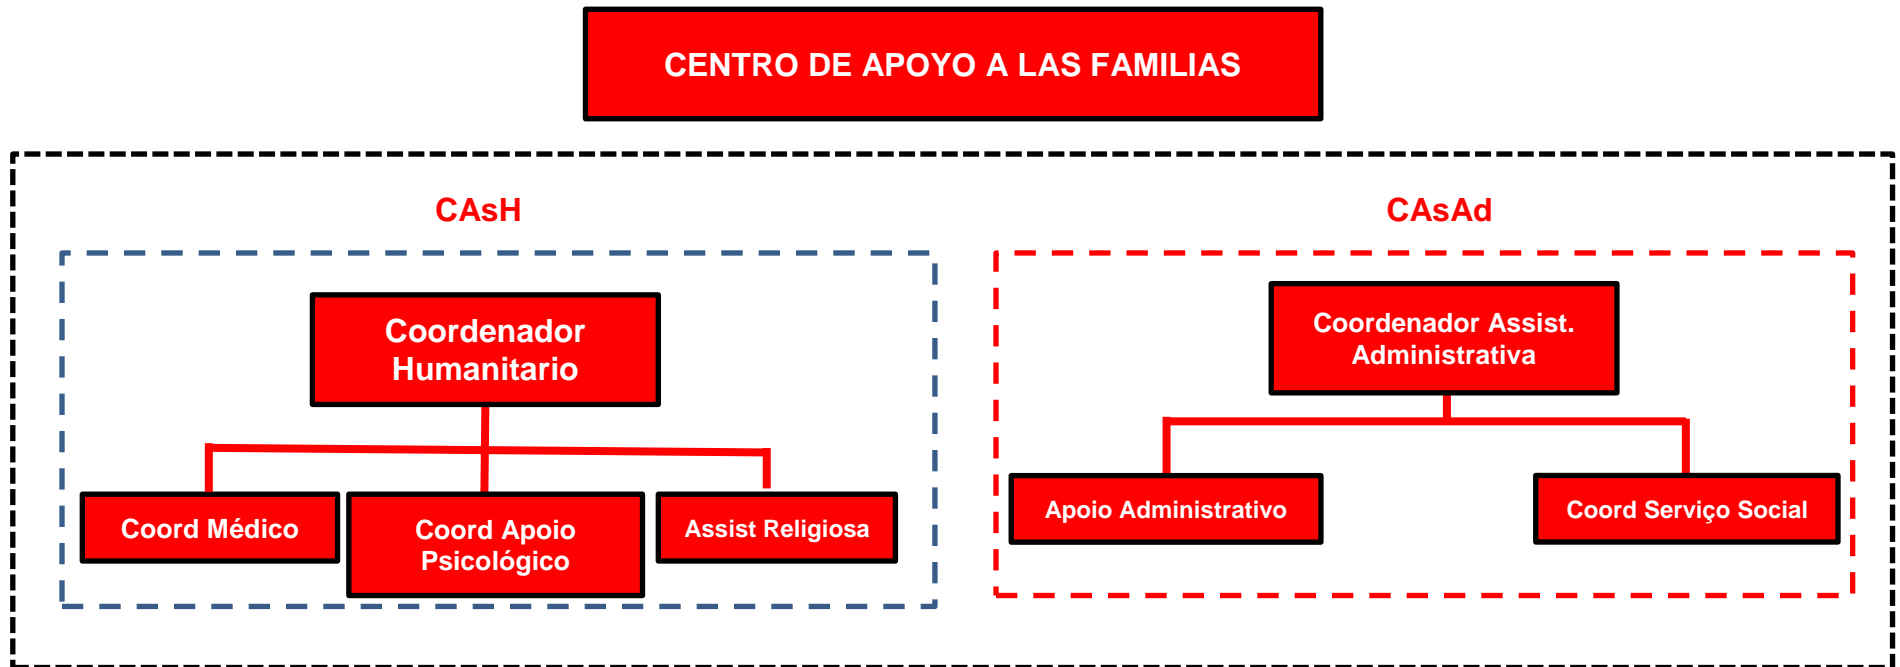 CENTRO DE APOYO A LAS FAMILIAS
CAsH
Coordenador
Humanitario
Coord Médico
Coord Apoio
Psicológico
Assist Religiosa
CAsAd
Coordenador Assist.
Administrativa
Apoio Administrativo
Coord Serviço Social